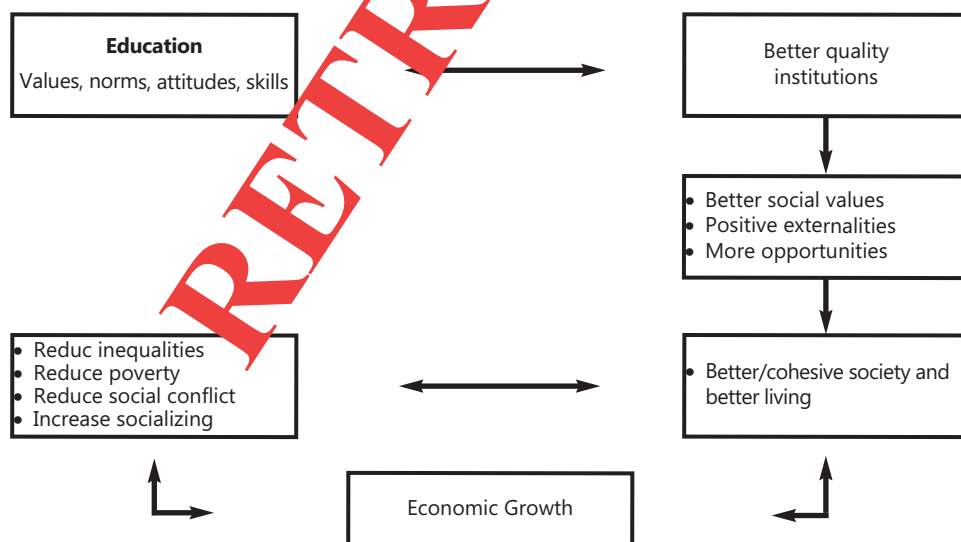 Education
Values, norms, attitudes, skills
Better quality
institutions
• Better social values
• Positive externalities
• More opportunities
• Reduc inequalities
• Reduce poverty
• Reduce social conflict
• Increase socializing
• Better/cohesive society and
better living
Economic Growth
RETR